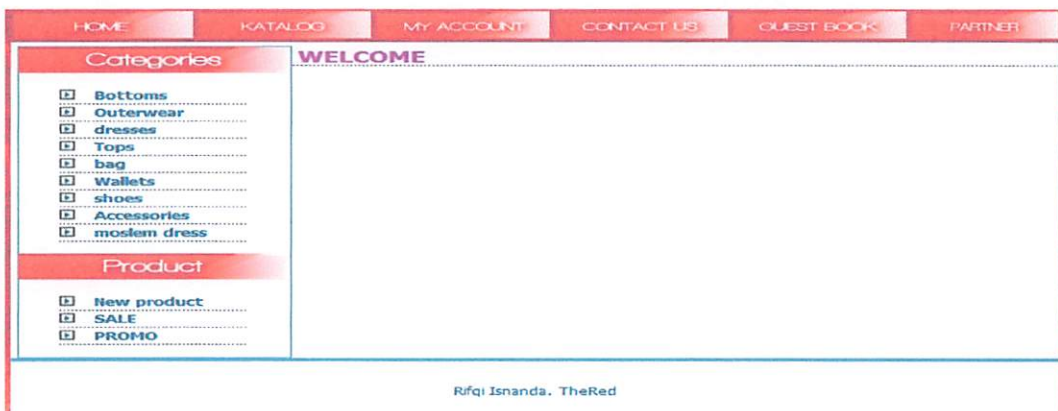 HOME KATALOG MY ACCOUNT CONTACT US QUEST BOOK PARTNER
Categories
Bottoms
Outerwear
dresses
Tops
bag
Wallets
shoes
Accessories
moslem dress
Product
New product
SALE
PROMO
WELCOME
Rifqi Isnanda. TheRed